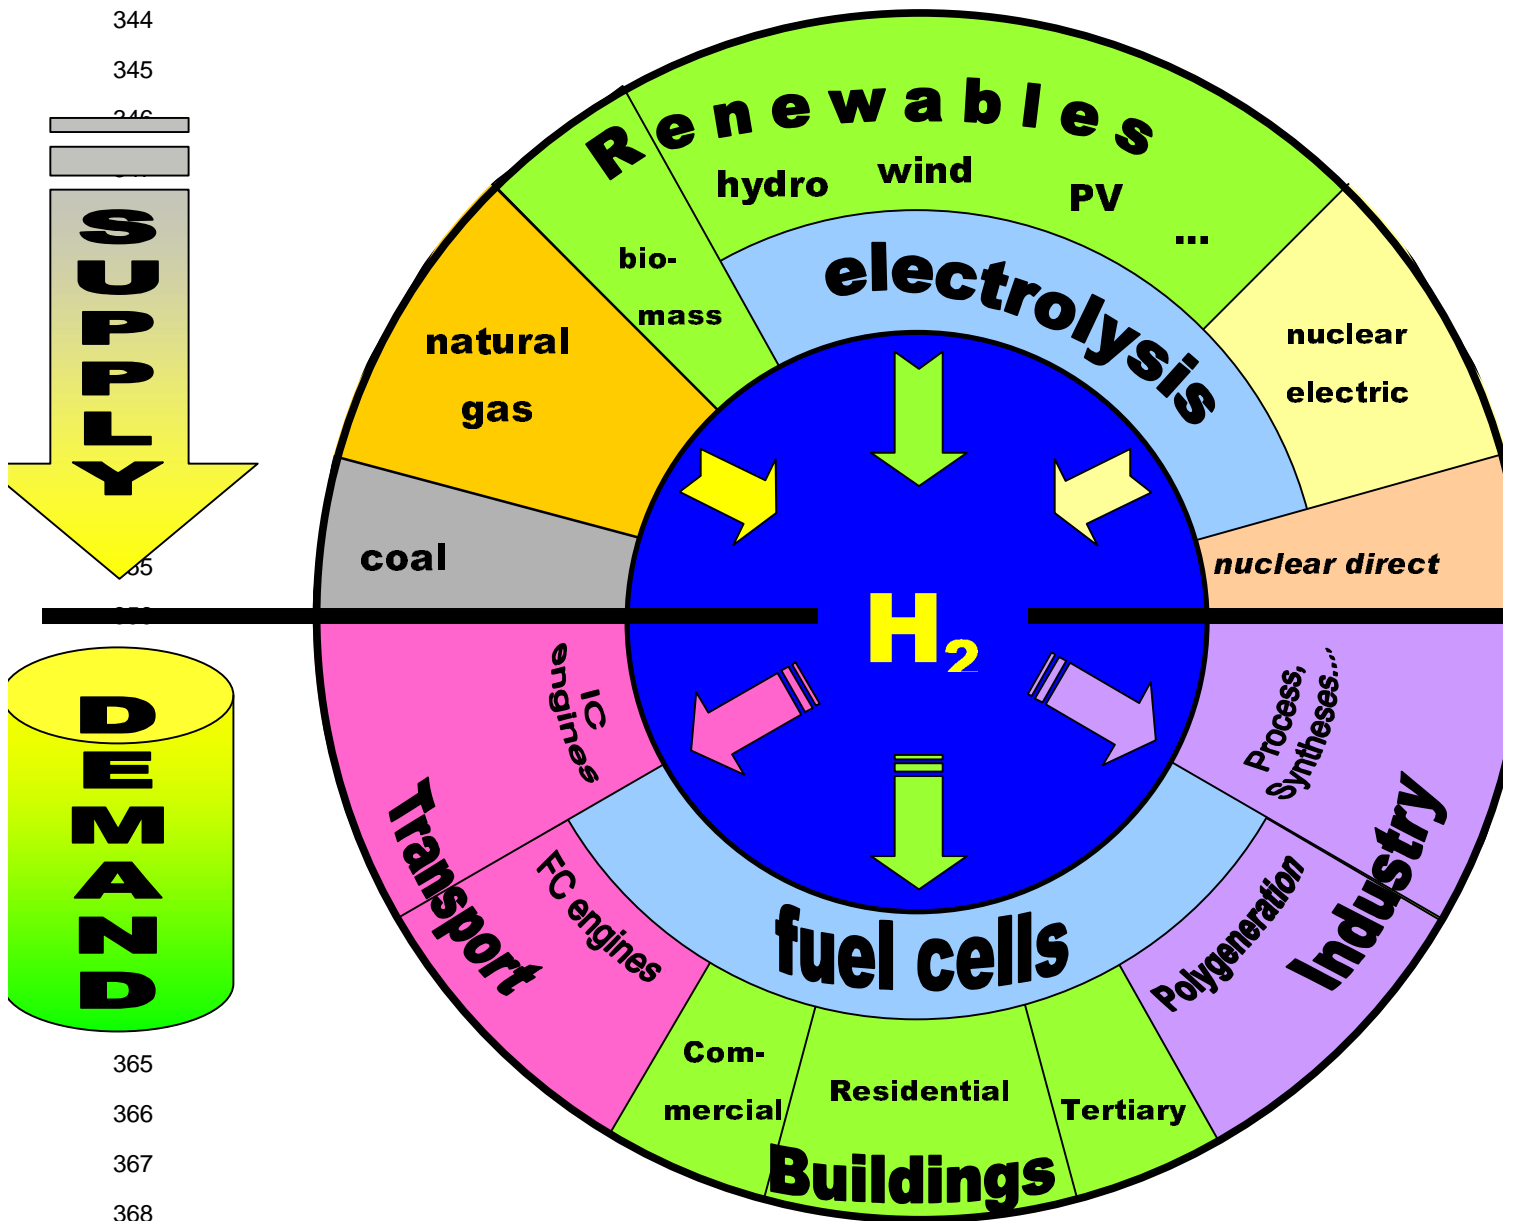 344
345
346
SUPPLY
355
Renewables
hydro
wind
PV
...
bio-
mass
electrolysis
natural
gas
nuclear
electric
coal
nuclear direct
H2
DEMAND
IC
engines
Process,
Syntheses...
Transport
FC engines
fuel cells
Polygeneration
Industry
Com-
mercial
Residential
Tertiary
Buildings
365
366
367
368